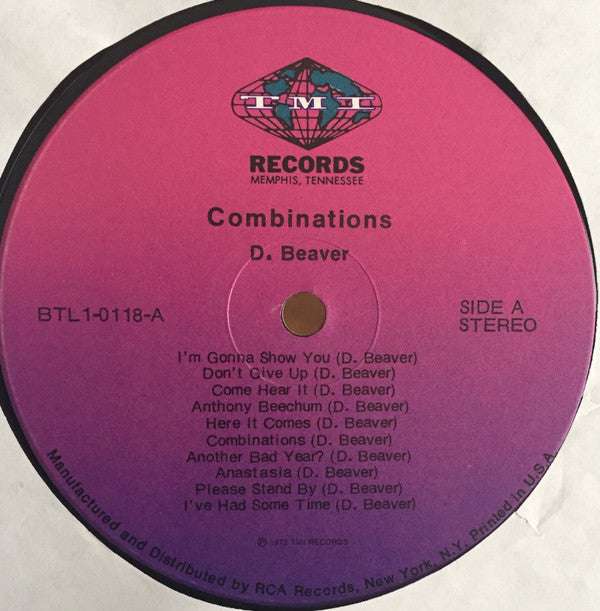 TMI
RECORDS
MEMPHIS, TENNESSEE
Combinations
D. Beaver
BTL1-0118-A
SIDE A
STEREO
I'm Gonna Show You (D. Beaver)
Don't Give Up (D. Beaver)
Come Hear It (D. Beaver)
Anthony Beechum (D. Beaver)
Here It Comes (D. Beaver)
Combinations (D. Beaver)
Another Bad Year? (D. Beaver)
Anastasia (D. Beaver)
Please Stand By (D. Beaver)
I've Had Some Time (D. Beaver)
℗ 1973 TMI RECORDS
Manufactured and Distributed by RCA Records, New York, N.Y. Printed in U.S.A.